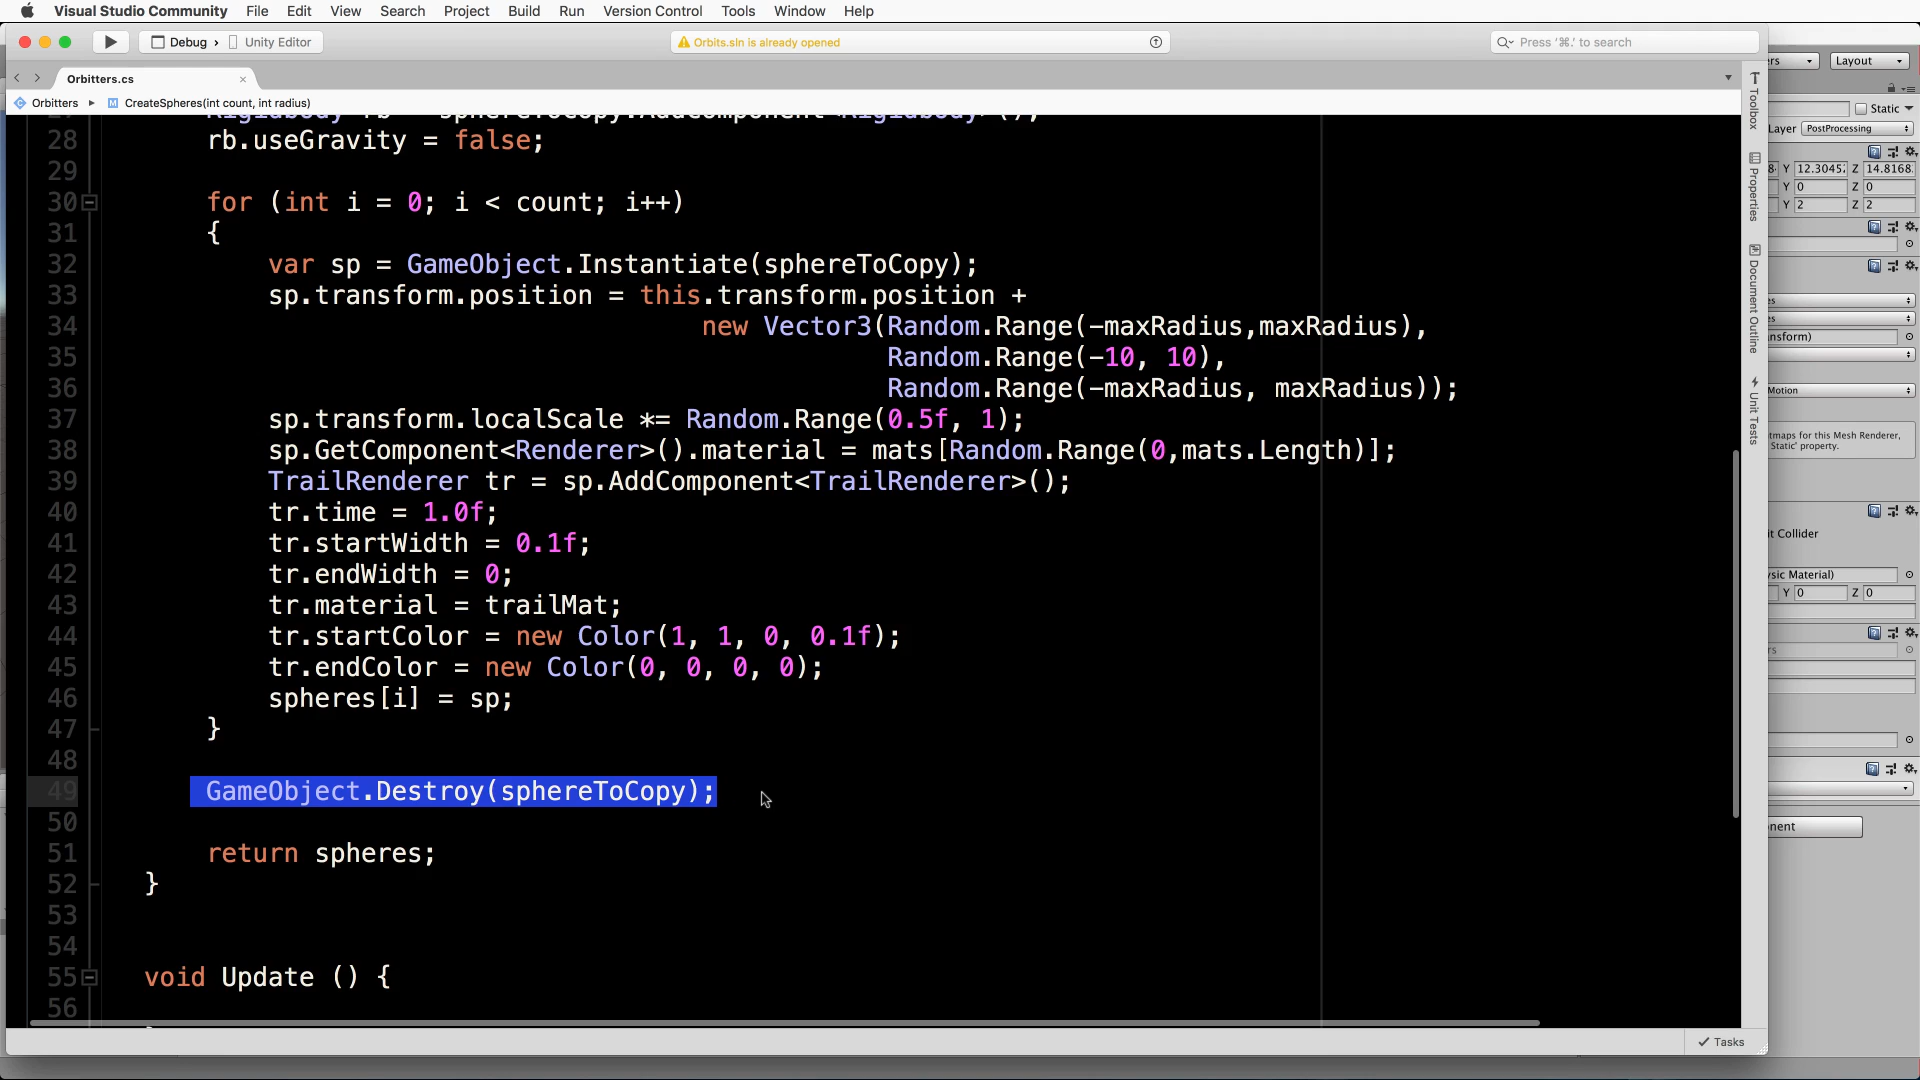 Visual Studio Community File Edit View Search Project Build Run Version Control Tools Window Help
Debug › Unity Editor
Orbits.sln is already opened
Press '⌘.' to search
Layout
Orbitters.cs
Orbitters ▸ CreateSpheres(int count, int radius)
28 rb.useGravity = false;
29
30 for (int i = 0; i < count; i++)
31 {
32 var sp = GameObject.Instantiate(sphereToCopy);
33 sp.transform.position = this.transform.position +
34 new Vector3(Random.Range(-maxRadius,maxRadius),
35 Random.Range(-10, 10),
36 Random.Range(-maxRadius, maxRadius));
37 sp.transform.localScale *= Random.Range(0.5f, 1);
38 sp.GetComponent<Renderer>().material = mats[Random.Range(0,mats.Length)];
39 TrailRenderer tr = sp.AddComponent<TrailRenderer>();
40 tr.time = 1.0f;
41 tr.startWidth = 0.1f;
42 tr.endWidth = 0;
43 tr.material = trailMat;
44 tr.startColor = new Color(1, 1, 0, 0.1f);
45 tr.endColor = new Color(0, 0, 0, 0);
46 spheres[i] = sp;
47 }
48
49 GameObject.Destroy(sphereToCopy);
50
51 return spheres;
52 }
53
54
55 void Update () {
56
Tasks
Toolbox
Properties
Document Outline
Unit Tests
Static
Layer PostProcessing
Y 12.3045 Z 14.8168
Y 0 Z 0
Y 2 Z 2
Motion
tmaps for this Mesh Renderer,
Static' property.
it Collider
Material)
Y 0 Z 0